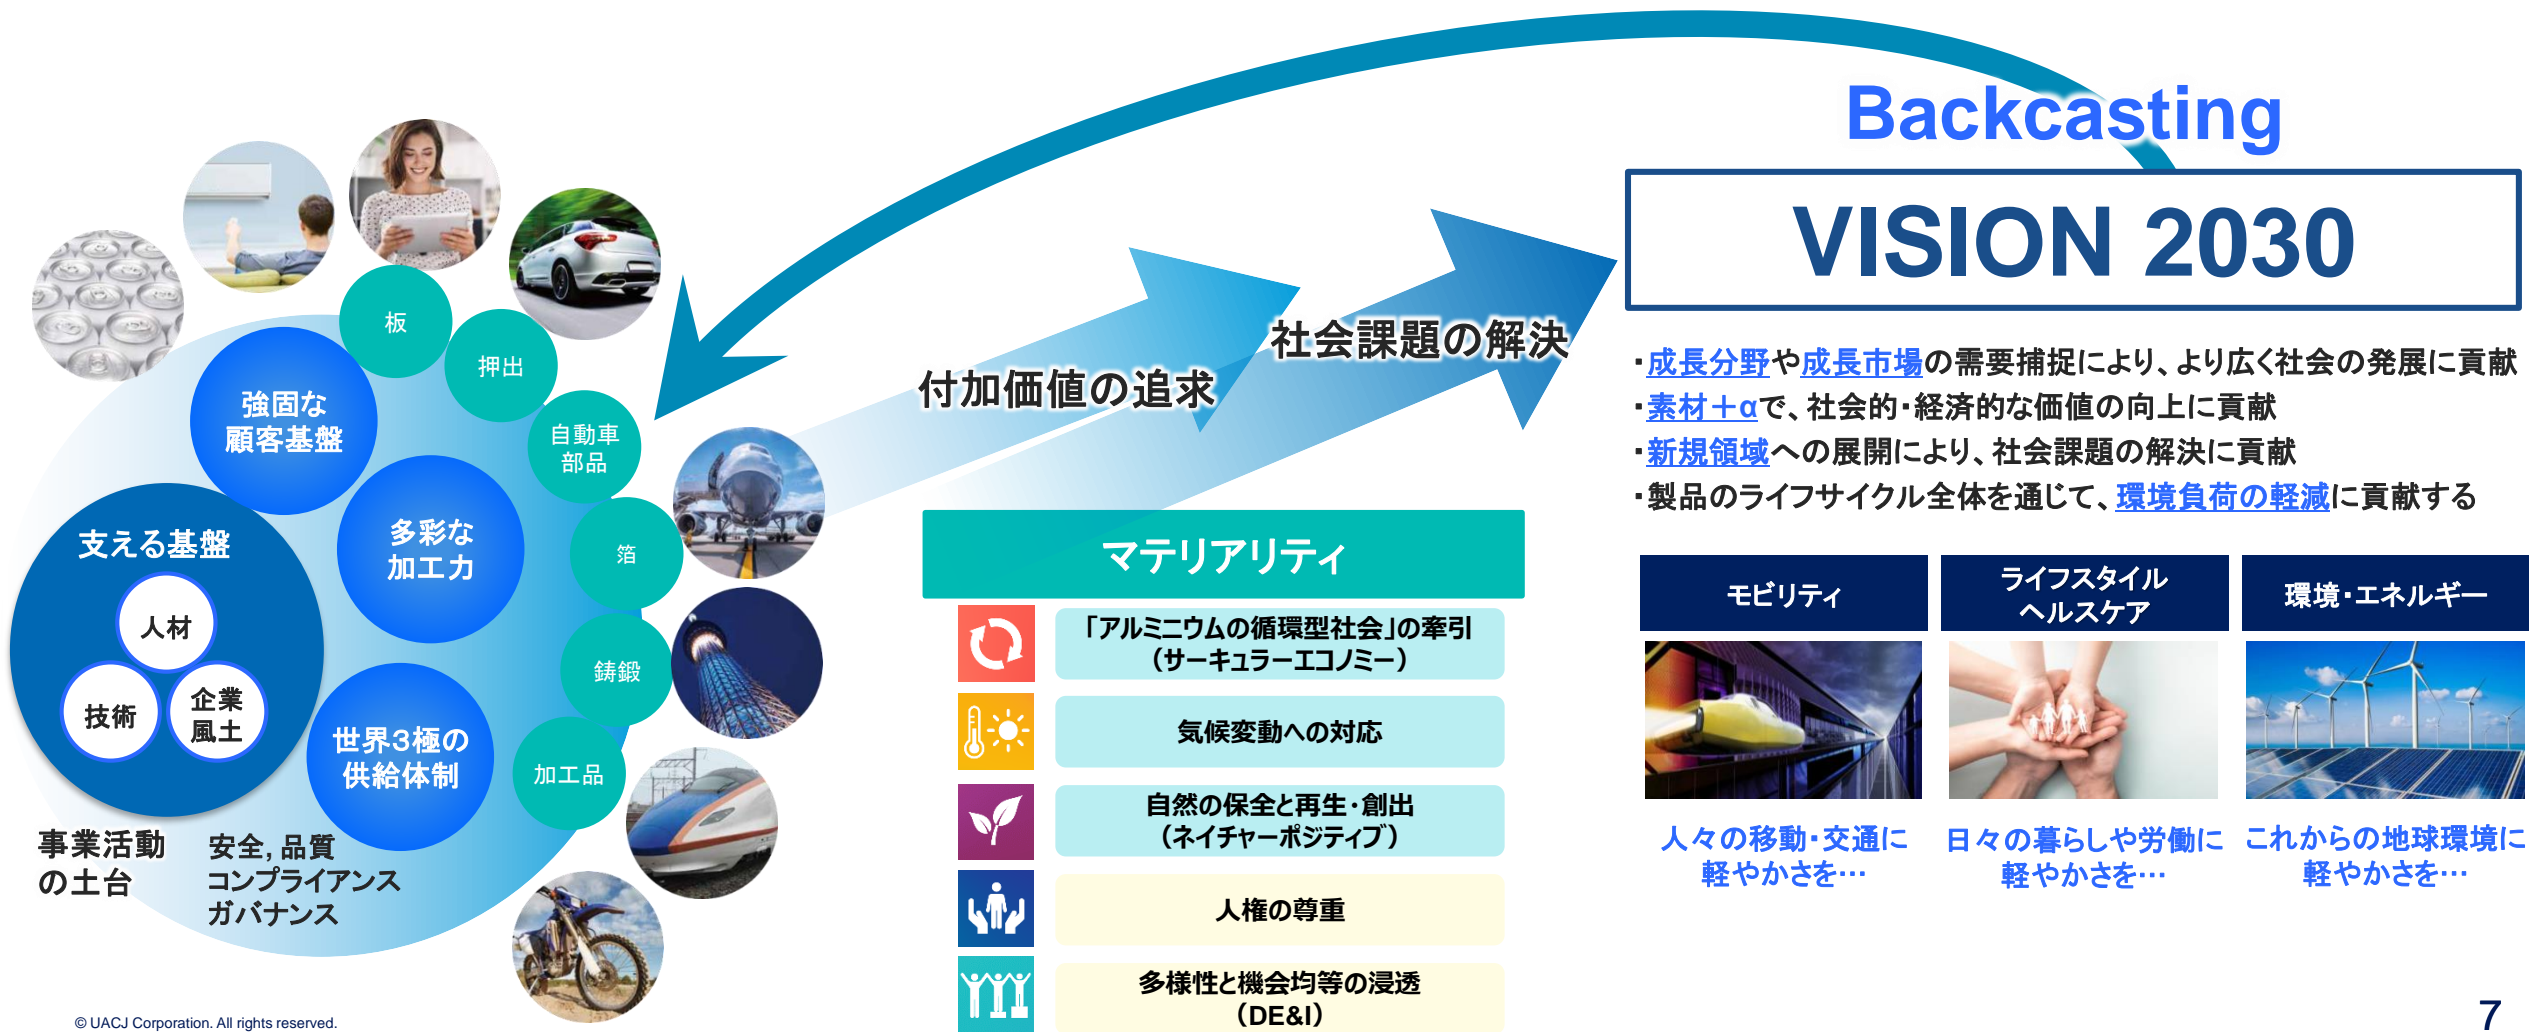 Backcasting
VISION 2030
・成長分野や成長市場の需要捕捉により、より広く社会の発展に貢献
・素材＋αで、社会的・経済的な価値の向上に貢献
・新規領域への展開により、社会課題の解決に貢献
・製品のライフサイクル全体を通じて、環境負荷の軽減に貢献する
モビリティ
ライフスタイル
ヘルスケア
環境・エネルギー
人々の移動・交通に
軽やかさを…
日々の暮らしや労働に
軽やかさを…
これからの地球環境に
軽やかさを…
付加価値の追求
社会課題の解決
マテリアリティ
「アルミニウムの循環型社会」の牽引
（サーキュラーエコノミー）
気候変動への対応
自然の保全と再生・創出
（ネイチャーポジティブ）
人権の尊重
多様性と機会均等の浸透
（DE&I）
板
押出
自動車
部品
箔
鋳鍛
加工品
強固な
顧客基盤
多彩な
加工力
世界3極の
供給体制
支える基盤
人材
技術
企業
風土
事業活動
の土台
安全, 品質
コンプライアンス
ガバナンス
© UACJ Corporation. All rights reserved.
7